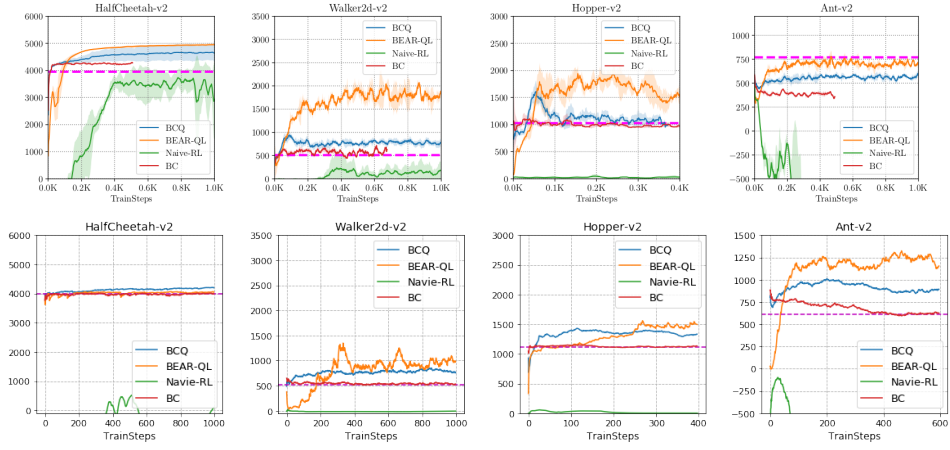 HalfCheetah-v2
6000
5000
4000
3000
2000
1000
0
0.0K 0.2K 0.4K 0.6K 0.8K 1.0K
TrainSteps
BCQ
BEAR-QL
Naive-RL
BC
Walker2d-v2
3500
3000
2500
2000
1500
1000
500
0
0.0K 0.2K 0.4K 0.6K 0.8K 1.0K
TrainSteps
BCQ
BEAR-QL
Naive-RL
BC
Hopper-v2
3000
2500
2000
1500
1000
500
0
0.0K 0.1K 0.2K 0.3K 0.4K
TrainSteps
BCQ
BEAR-QL
Naive-RL
BC
Ant-v2
1000
750
500
250
0
−250
−500
0.0K 0.2K 0.4K 0.6K 0.8K 1.0K
TrainSteps
BCQ
BEAR-QL
Naive-RL
BC
HalfCheetah-v2
6000
5000
4000
3000
2000
1000
0
0 200 400 600 800 1000
TrainSteps
BCQ
BEAR-QL
Navie-RL
BC
Walker2d-v2
3500
3000
2500
2000
1500
1000
500
0
0 200 400 600 800 1000
TrainSteps
BCQ
BEAR-QL
Navie-RL
BC
Hopper-v2
3000
2500
2000
1500
1000
500
0
0 100 200 300 400
TrainSteps
BCQ
BEAR-QL
Navie-RL
BC
Ant-v2
1500
1250
1000
750
500
250
0
−250
−500
0 100 200 300 400 500 600
TrainSteps
BCQ
BEAR-QL
Navie-RL
BC